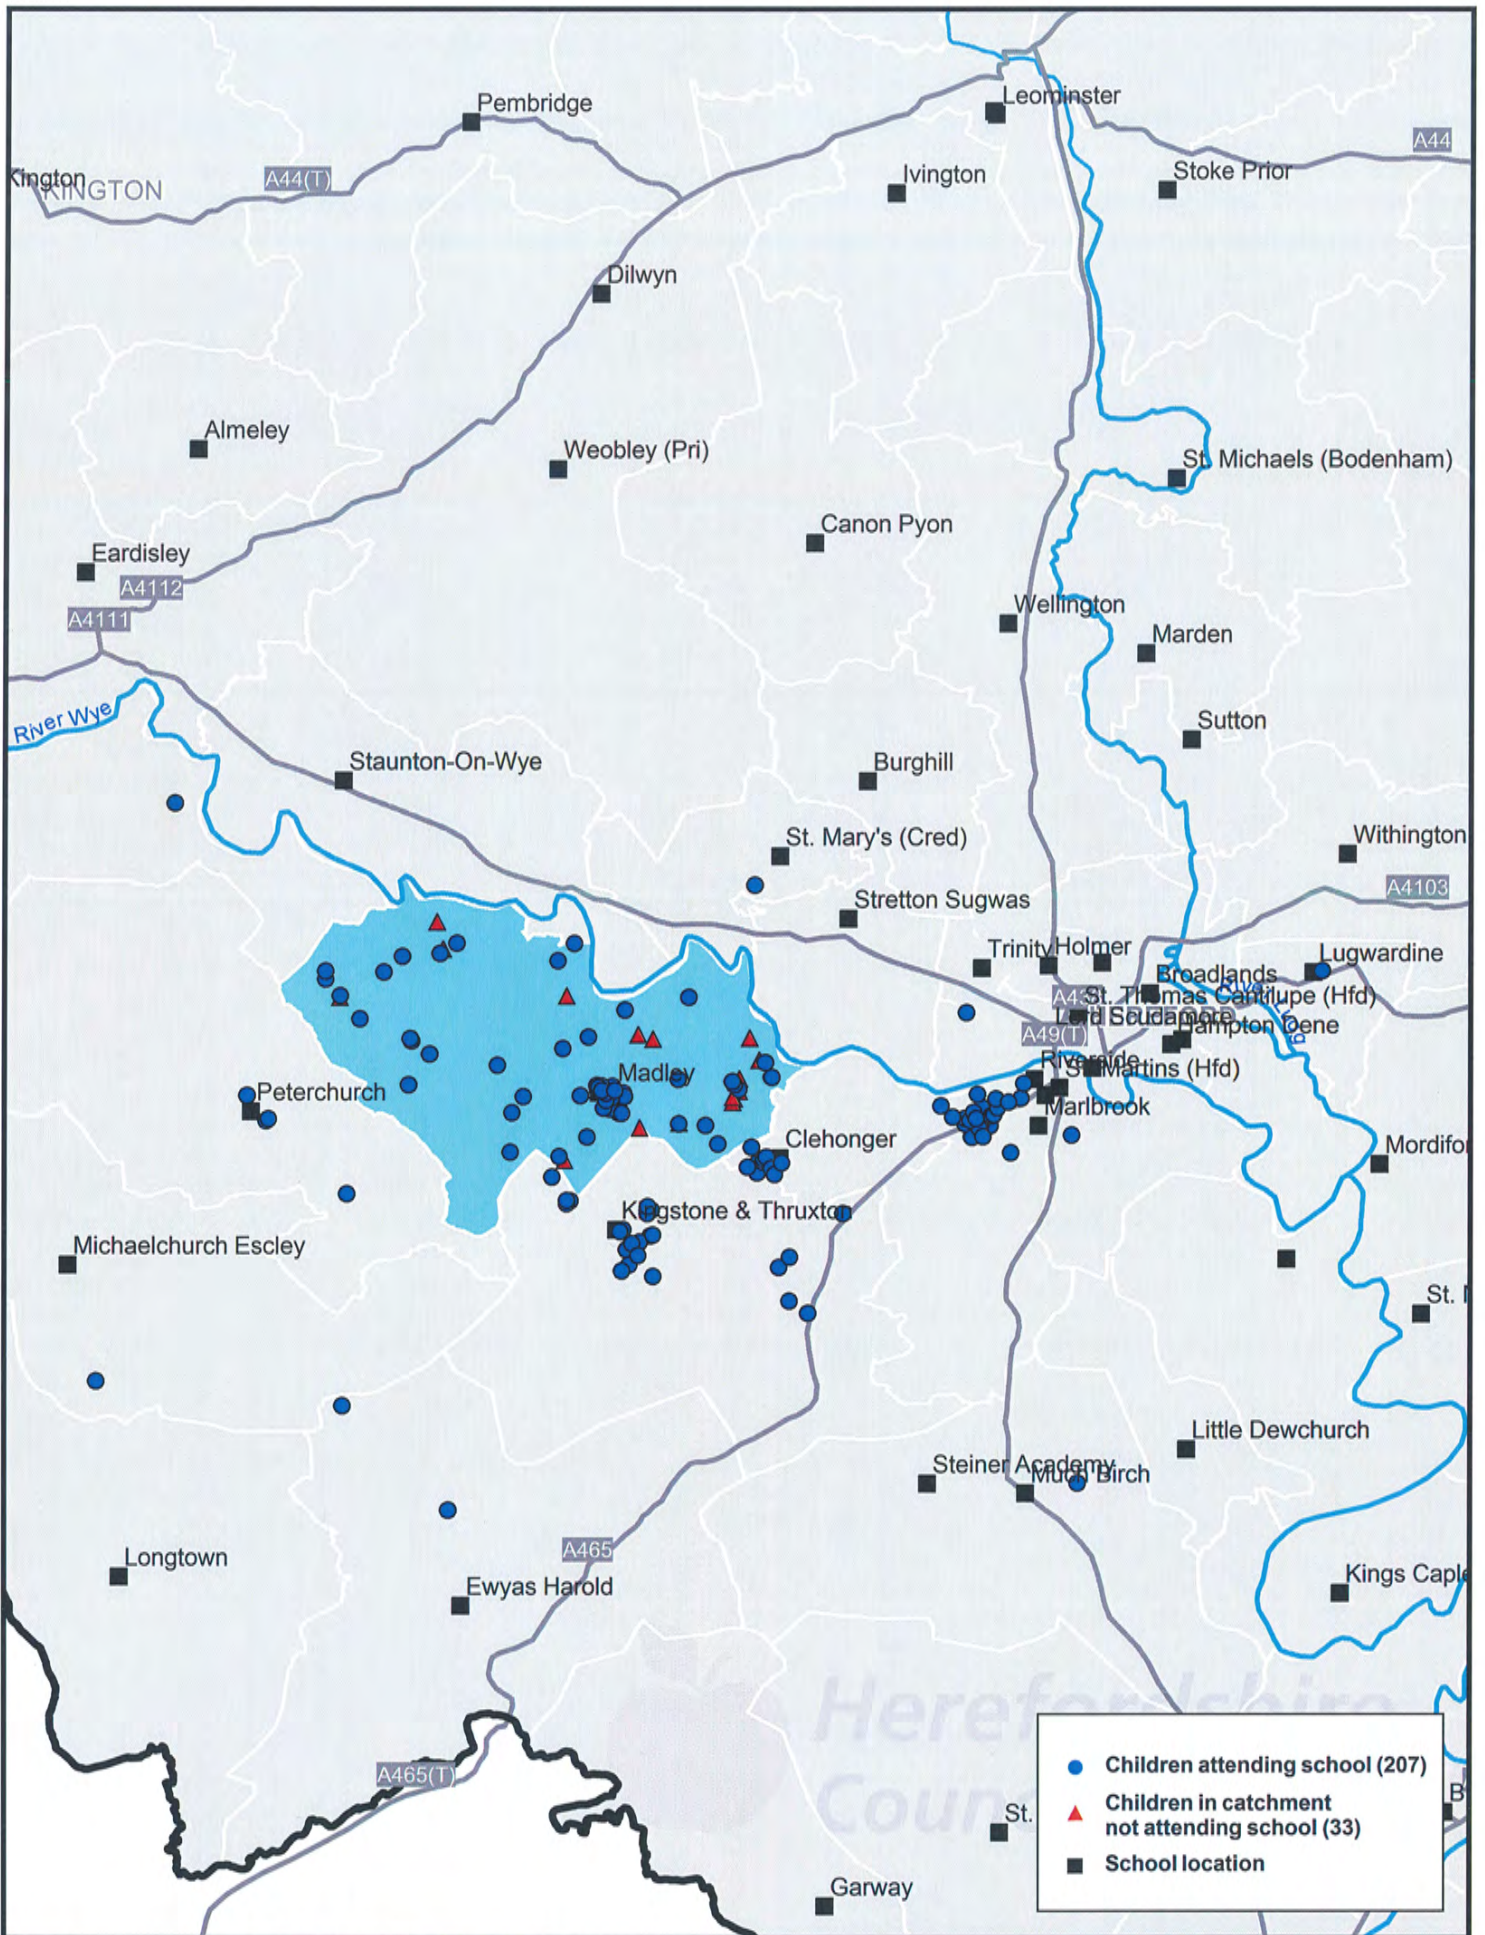 Leominster
Pembridge
A44
Ivington
Stoke Prior
Kington
A44(T)
KINGTON
Dilwyn
Almeley
Weobley (Pri)
St. Michaels (Bodenham)
Canon Pyon
Eardisley
A4112
A4111
Wellington
Marden
River Wye
Sutton
Staunton-On-Wye
Burghill
St. Mary's (Cred)
Withington
A4103
Stretton Sugwas
Trinity
Holmer
Lugwardine
Broadlands
St. Thomas Cantilupe (Hfd)
River Lugg
Lord Scudamore
Hampton Dene
A49(T)
Riverside
St. Martins (Hfd)
Madley
Peterchurch
Marlbrook
Clehonger
Mordifor
Kingstone & Thruxton
Michaelchurch Escley
St.
Little Dewchurch
Steiner Academy
Much Birch
A465
Longtown
Ewyas Harold
Kings Caple
Herefordshire
Coun
A465(T)
Children attending school (207)
Children in catchment
not attending school (33)
School location
B
St.
Garway